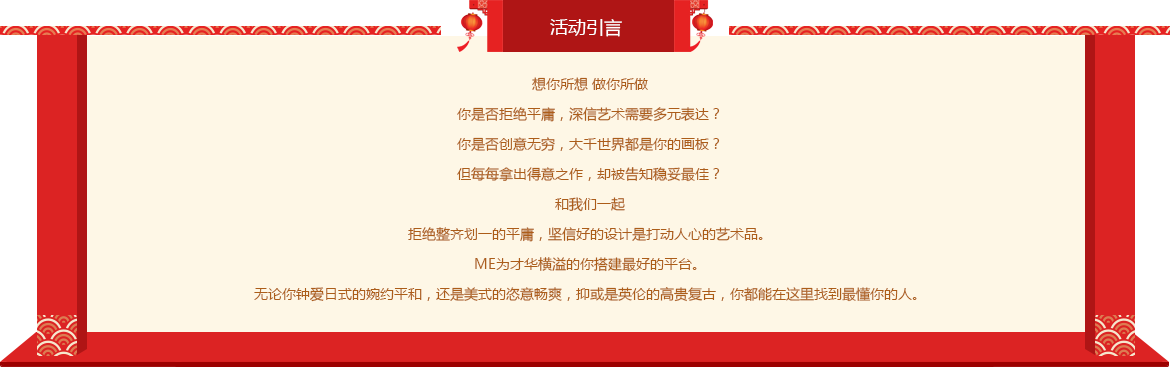 活动引言
想你所想 做你所做
你是否拒绝平庸，深信艺术需要多元表达？
你是否创意无穷，大千世界都是你的画板？
但每每拿出得意之作，却被告知稳妥最佳？
和我们一起
拒绝整齐划一的平庸，坚信好的设计是打动人心的艺术品。
ME为才华横溢的你搭建最好的平台。
无论你钟爱日式的婉约平和，还是美式的恣意畅爽，抑或是英伦的高贵复古，你都能在这里找到最懂你的人。